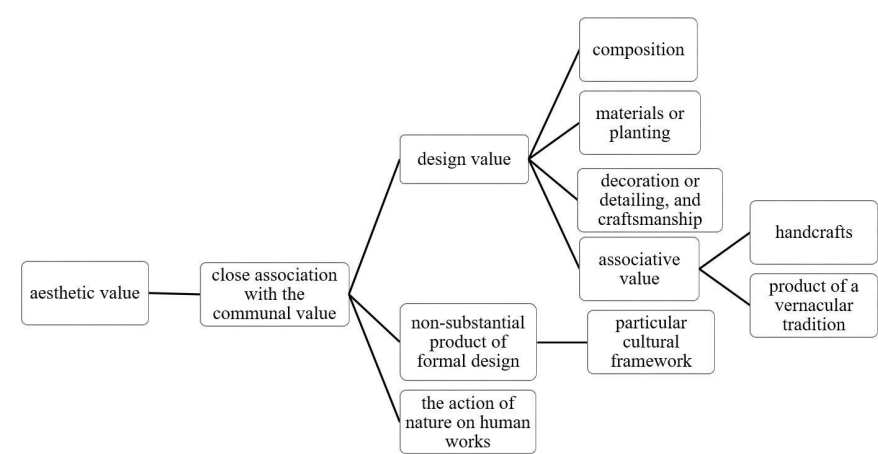 aesthetic value
close association
with the
communal value
design value
composition
materials or
planting
decoration or
detailing, and
craftsmanship
associative
value
handcrafts
product of a
vernacular
tradition
non-substantial
product of
formal design
particular
cultural
framework
the action of
nature on human
works